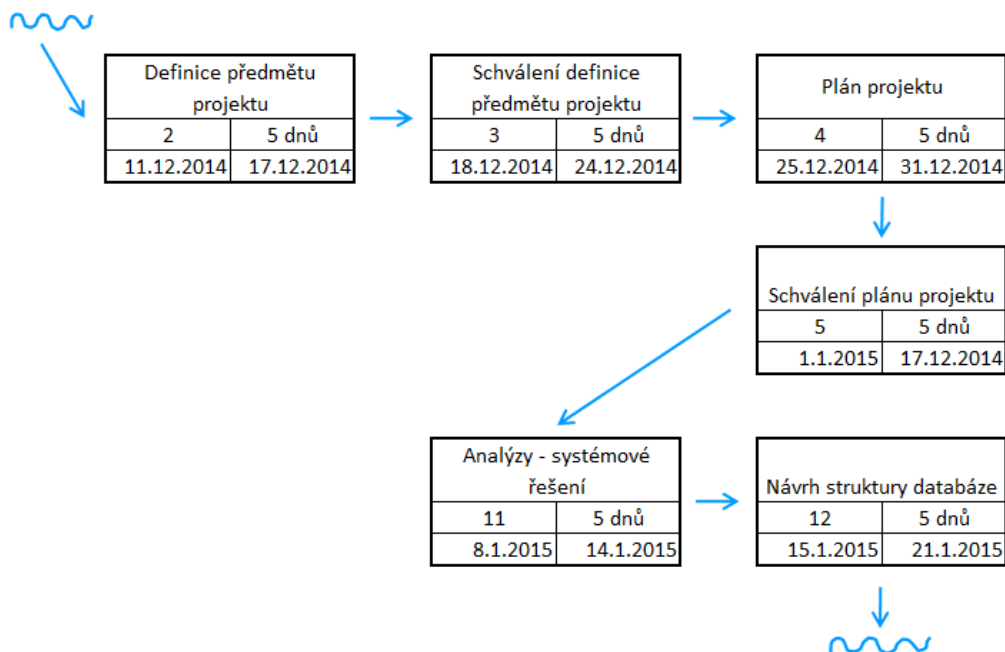 Definice předmětu
projektu
2 5 dnů
11.12.2014 17.12.2014
Schválení definice
předmětu projektu
3 5 dnů
18.12.2014 24.12.2014
Plán projektu
4 5 dnů
25.12.2014 31.12.2014
Schválení plánu projektu
5 5 dnů
1.1.2015 17.12.2014
Analýzy - systémové
řešení
11 5 dnů
8.1.2015 14.1.2015
Návrh struktury databáze
12 5 dnů
15.1.2015 21.1.2015